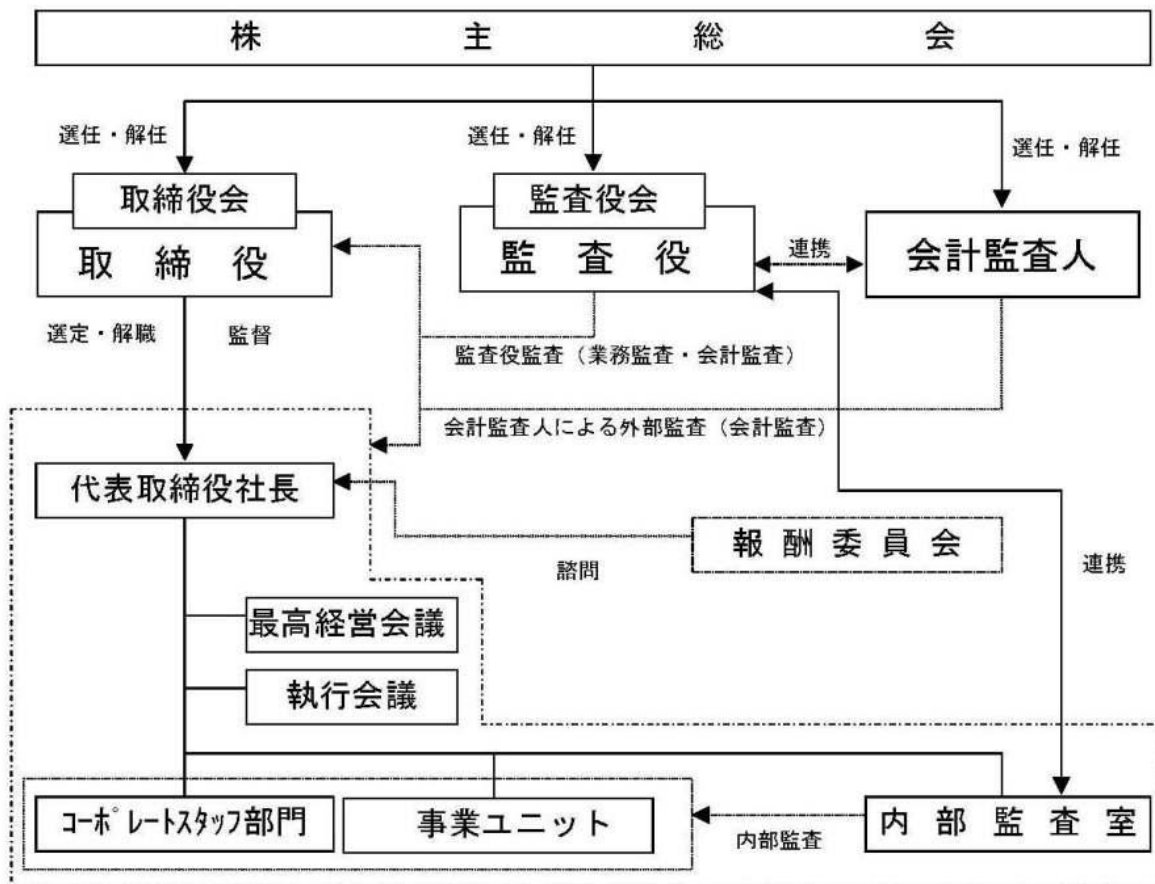 株主総会
選任・解任
選任・解任
選任・解任
取締役会
取締役
監査役会
監査役
連携
会計監査人
選定・解職
監督
監査役監査（業務監査・会計監査）
会計監査人による外部監査（会計監査）
代表取締役社長
報酬委員会
諮問
連携
最高経営会議
執行会議
コーポレートスタッフ部門
事業ユニット
内部監査
内部監査室